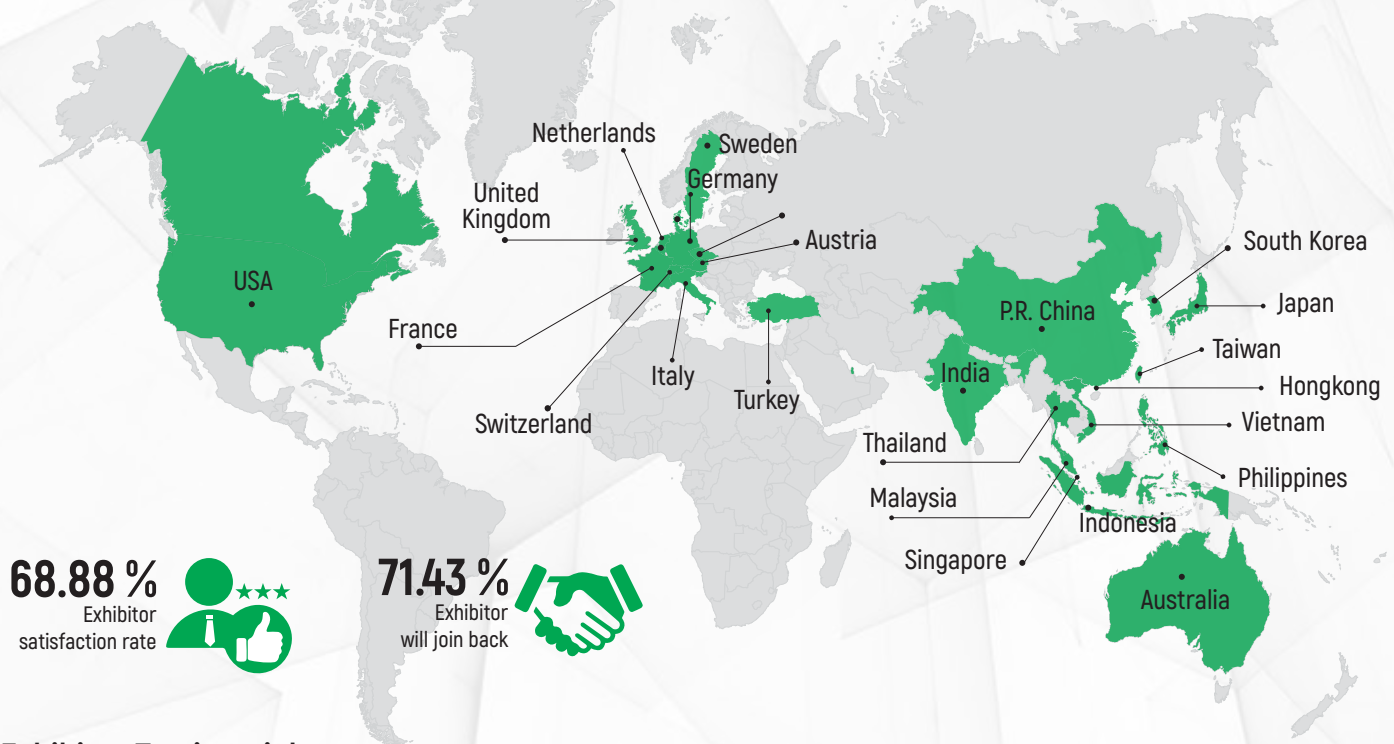 Netherlands
Sweden
Germany
United
Kingdom
Austria
South Korea
USA
P.R. China
Japan
France
Taiwan
Italy
India
Hongkong
Turkey
Switzerland
Vietnam
Thailand
Philippines
Malaysia
Indonesia
Singapore
Australia
68.88 %
Exhibitor
satisfaction rate
71.43 %
Exhibitor
will join back